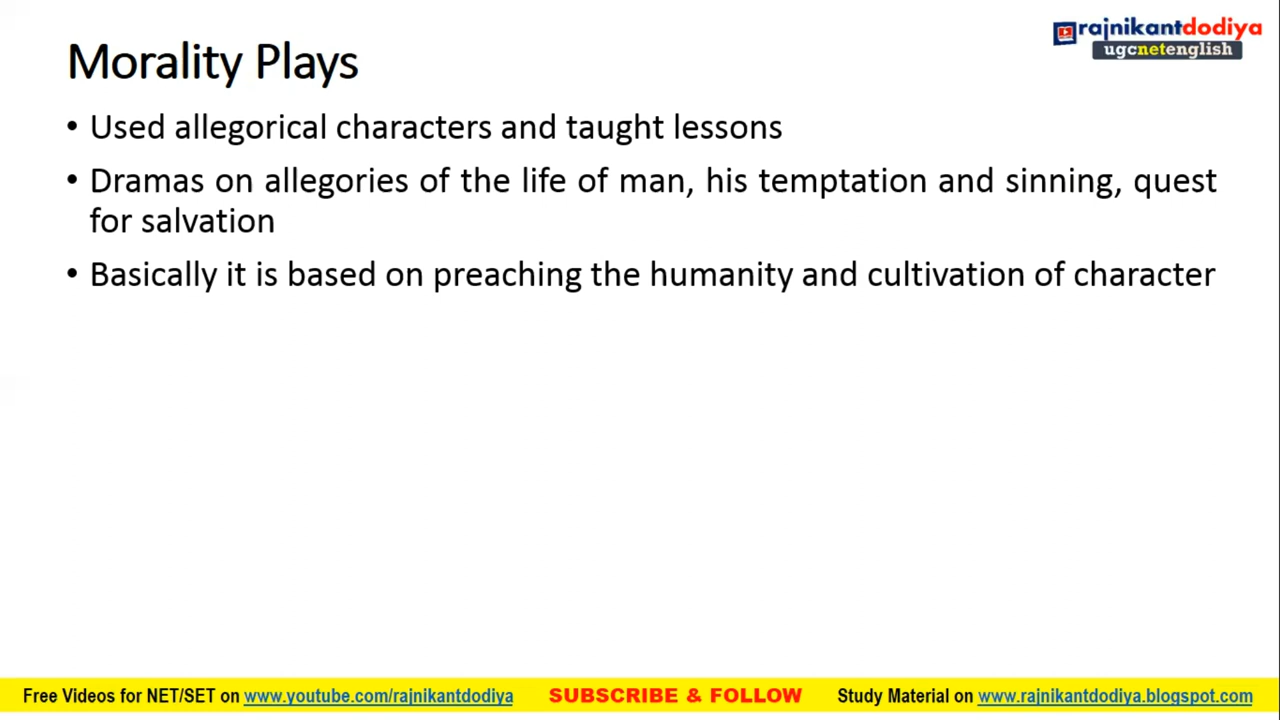 rajnikantdodiya
ugcnetenglish
Morality Plays
• Used allegorical characters and taught lessons
• Dramas on allegories of the life of man, his temptation and sinning, quest
for salvation
• Basically it is based on preaching the humanity and cultivation of character
Free Videos for NET/SET on www.youtube.com/rajnikantdodiya SUBSCRIBE & FOLLOW Study Material on www.rajnikantdodiya.blogspot.com